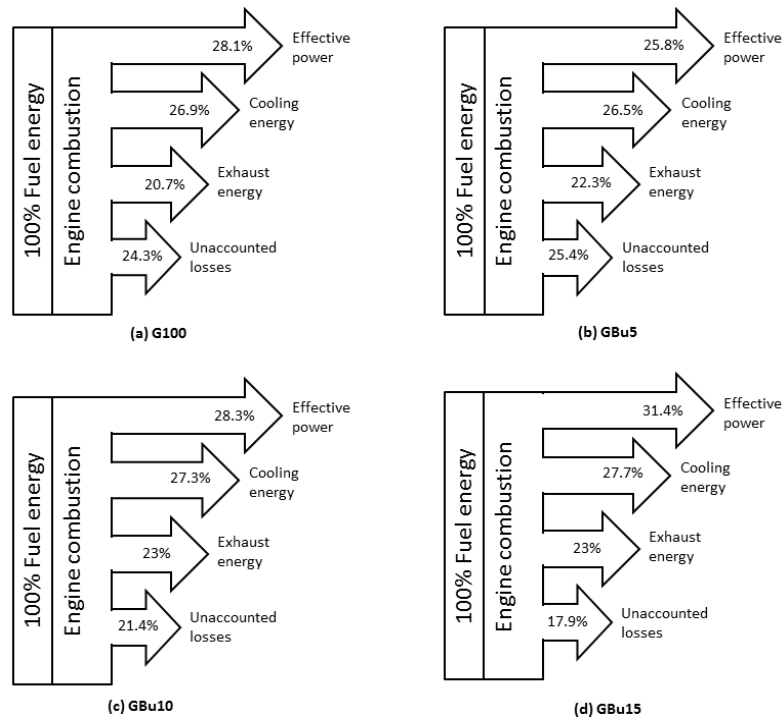 100% Fuel energy
Engine combustion
28.1%
Effective
power
26.9%
Cooling
energy
20.7%
Exhaust
energy
24.3%
Unaccounted
losses
(a) G100
100% Fuel energy
Engine combustion
25.8%
Effective
power
26.5%
Cooling
energy
22.3%
Exhaust
energy
25.4%
Unaccounted
losses
(b) GBu5
100% Fuel energy
Engine combustion
28.3%
Effective
power
27.3%
Cooling
energy
23%
Exhaust
energy
21.4%
Unaccounted
losses
(c) GBu10
100% Fuel energy
Engine combustion
31.4%
Effective
power
27.7%
Cooling
energy
23%
Exhaust
energy
17.9%
Unaccounted
losses
(d) GBu15